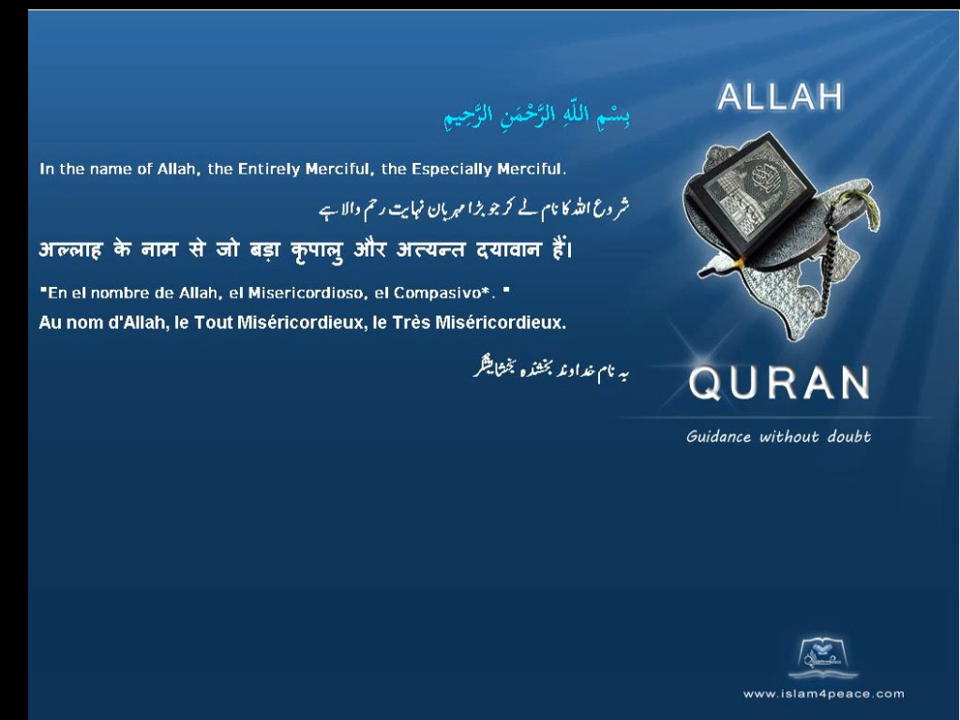 بِسْمِ اللّهِ الرَّحْمَنِ الرَّحِيمِ
In the name of Allah, the Entirely Merciful, the Especially Merciful.
شروع الله کا نام لے کر جو بڑا مہربان نہایت رحم والا ہے
अल्लाह के नाम से जो बड़ा कृपालु और अत्यन्त दयावान हैं।
"En el nombre de Allah, el Misericordioso, el Compasivo*. "
Au nom d'Allah, le Tout Miséricordieux, le Très Miséricordieux.
به نام خداوند بخشنده بخشایشگر
ALLAH
QURAN
Guidance without doubt
www.islam4peace.com